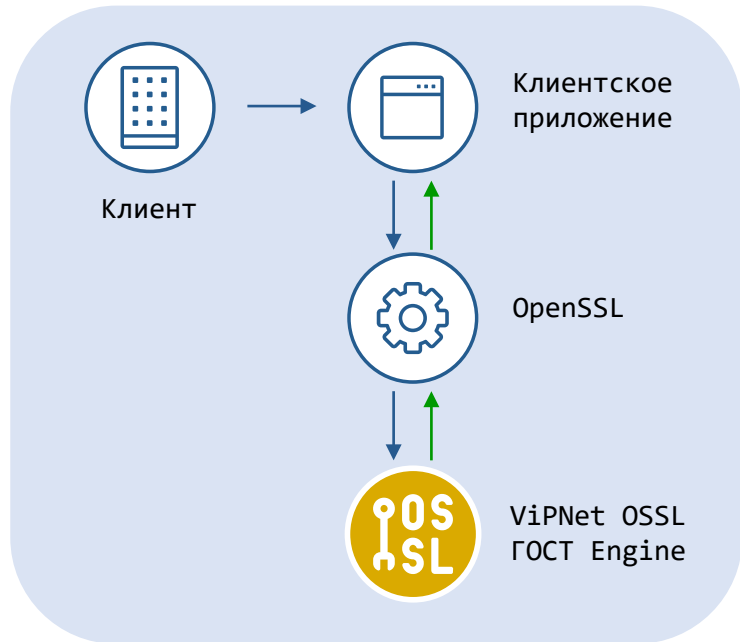 Клиентское
приложение
Клиент
OpenSSL
OS
SL
ViPNet OSSL
ГОСТ Engine